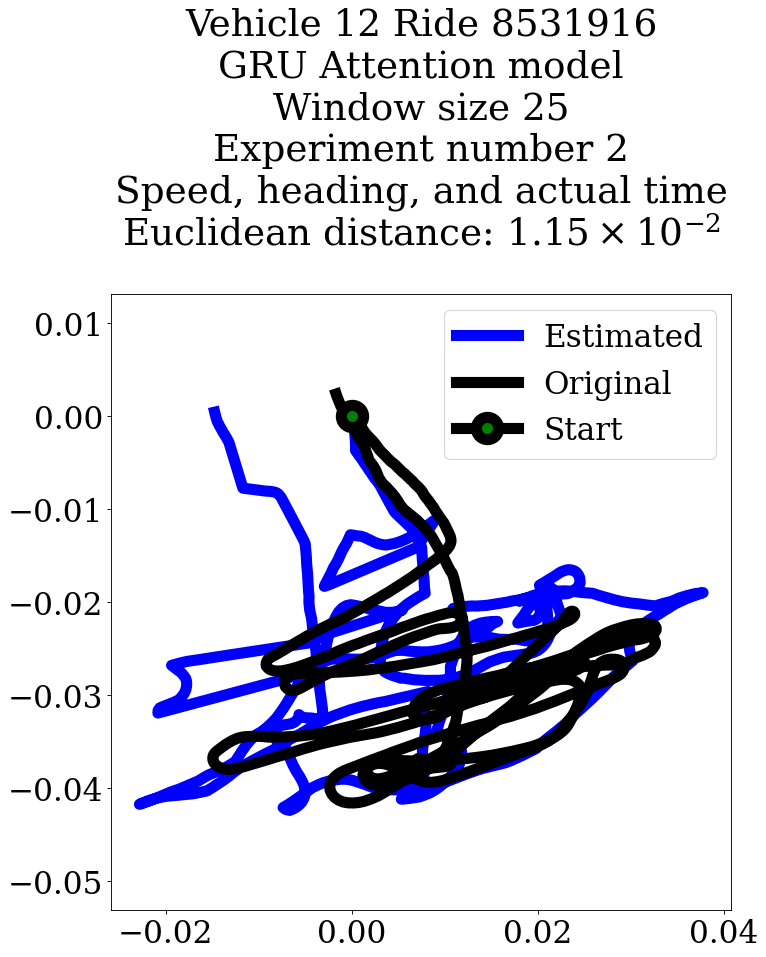 Vehicle 12 Ride 8531916
GRU Attention model
Window size 25
Experiment number 2
Speed, heading, and actual time
Euclidean distance: 1.15 × 10⁻²
Estimated
Original
Start
0.01
0.00
−0.01
−0.02
−0.03
−0.04
−0.05
−0.02 0.00 0.02 0.04